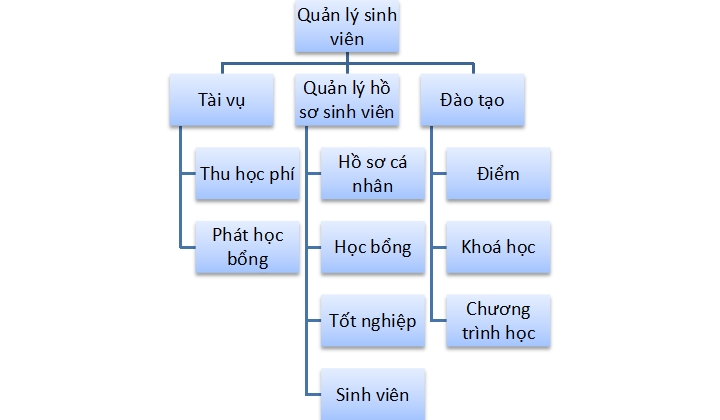 Quản lý sinh
viên
Tài vụ
Quản lý hồ
sơ sinh viên
Đào tạo
Thu học phí
Hồ sơ cá
nhân
Điểm
Phát học
bổng
Học bổng
Khoá học
Tốt nghiệp
Chương
trình học
Sinh viên